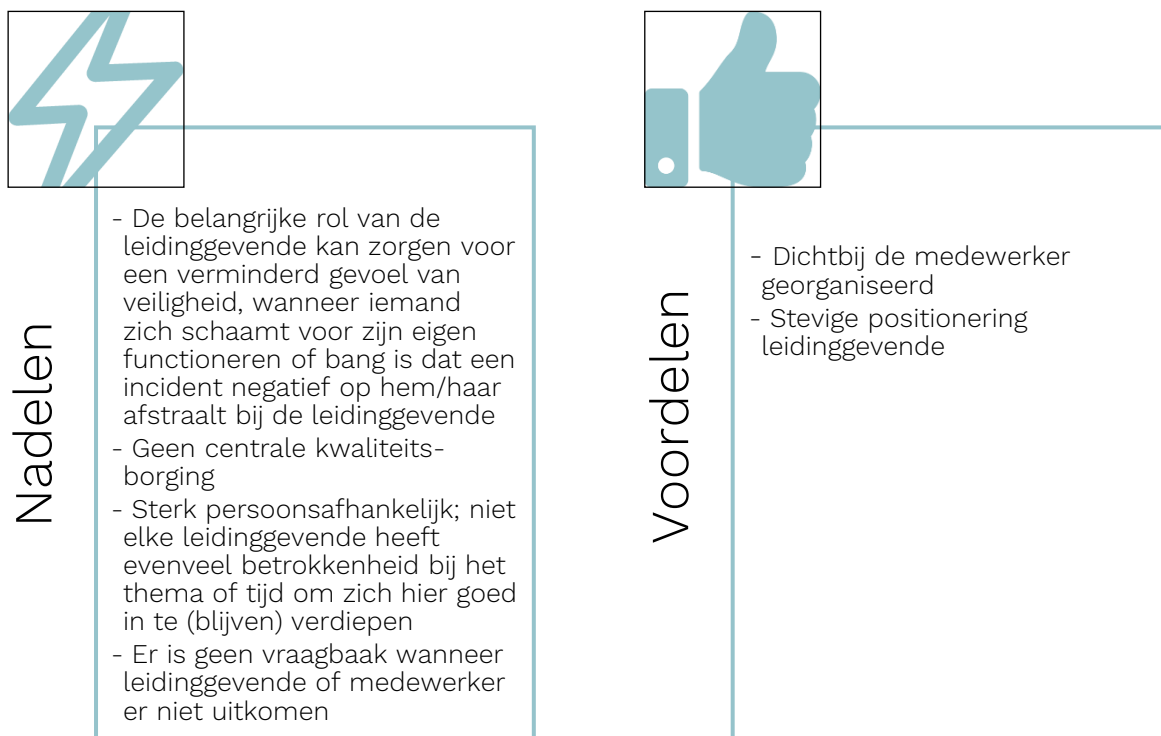 Nadelen
- De belangrijke rol van de
leidinggevende kan zorgen voor
een verminderd gevoel van
veiligheid, wanneer iemand
zich schaamt voor zijn eigen
functioneren of bang is dat een
incident negatief op hem/haar
afstraalt bij de leidinggevende
- Geen centrale kwaliteits-
borging
- Sterk persoonsafhankelijk; niet
elke leidinggevende heeft
evenveel betrokkenheid bij het
thema of tijd om zich hier goed
in te (blijven) verdiepen
- Er is geen vraagbaak wanneer
leidinggevende of medewerker
er niet uitkomen
Voordelen
- Dichtbij de medewerker
georganiseerd
- Stevige positionering
leidinggevende